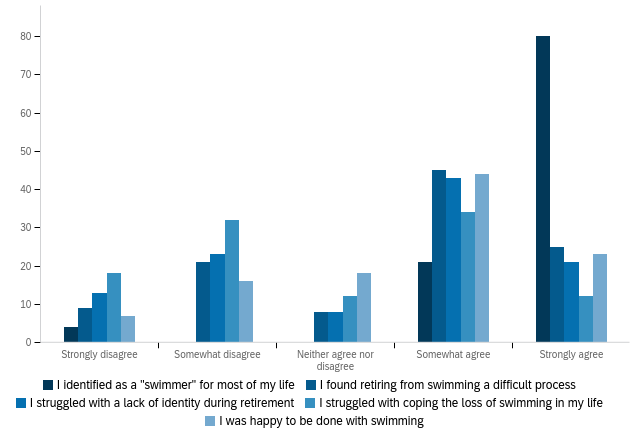 80
70
60
50
40
30
20
10
0
Strongly disagree Somewhat disagree Neither agree nor disagree Somewhat agree Strongly agree
I identified as a "swimmer" for most of my life I found retiring from swimming a difficult process
I struggled with a lack of identity during retirement I struggled with coping the loss of swimming in my life
I was happy to be done with swimming